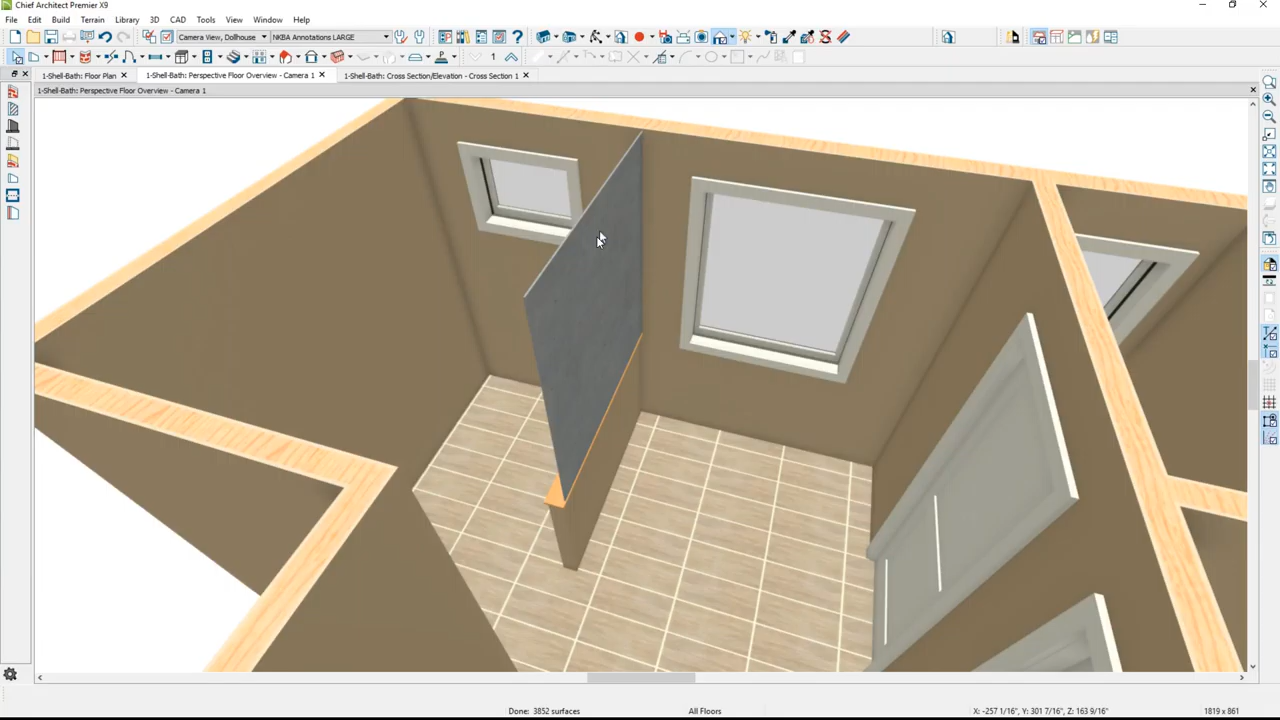 Chief Architect Premier X9
File Edit Build Terrain Library 3D CAD Tools View Window Help
Camera View, Dollhouse NKBA Annotations LARGE
1
1-Shell-Bath: Floor Plan 1-Shell-Bath: Perspective Floor Overview - Camera 1 1-Shell-Bath: Cross Section/Elevation - Cross Section 1
1-Shell-Bath: Perspective Floor Overview - Camera 1
Done: 3852 surfaces All Floors X: -257 1/16", Y: 301 7/16", Z: 163 9/16" 1819 x 861